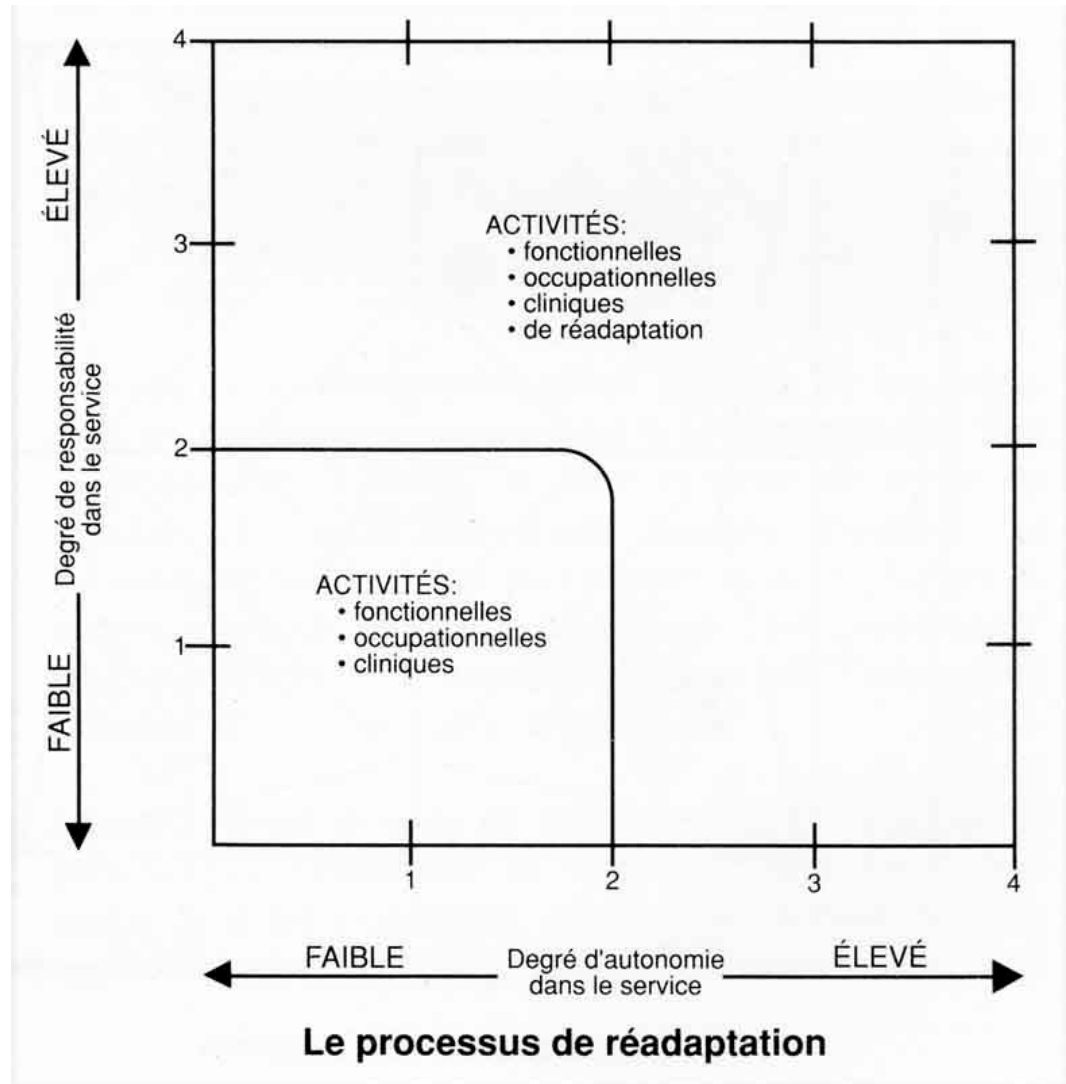 4
ÉLEVÉ
ACTIVITÉS:
• fonctionnelles
• occupationnelles
• cliniques
• de réadaptation
3
Degré de responsabilité
dans le service
2
ACTIVITÉS:
• fonctionnelles
• occupationnelles
• cliniques
1
FAIBLE
1
2
3
4
FAIBLE
Degré d'autonomie
dans le service
ÉLEVÉ
Le processus de réadaptation